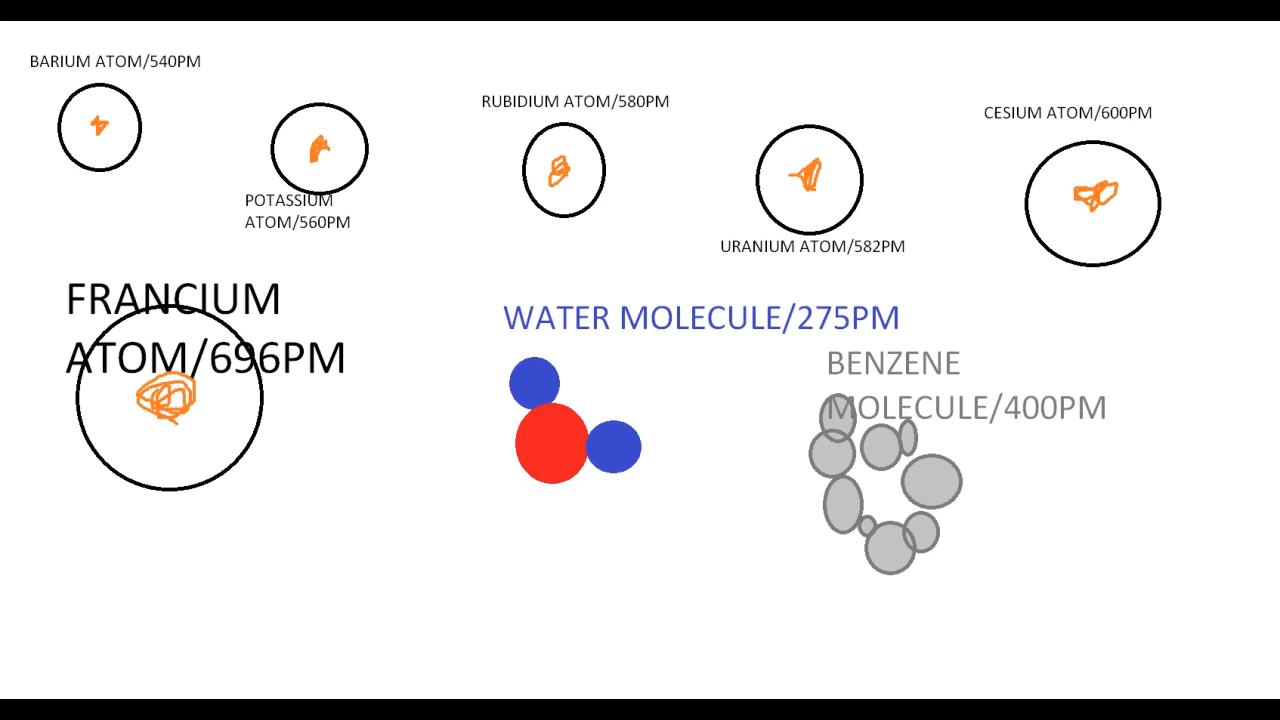 BARIUM ATOM/540PM
POTASSIUM
ATOM/560PM
RUBIDIUM ATOM/580PM
URANIUM ATOM/582PM
CESIUM ATOM/600PM
FRANCIUM
ATOM/696PM
WATER MOLECULE/275PM
BENZENE
MOLECULE/400PM